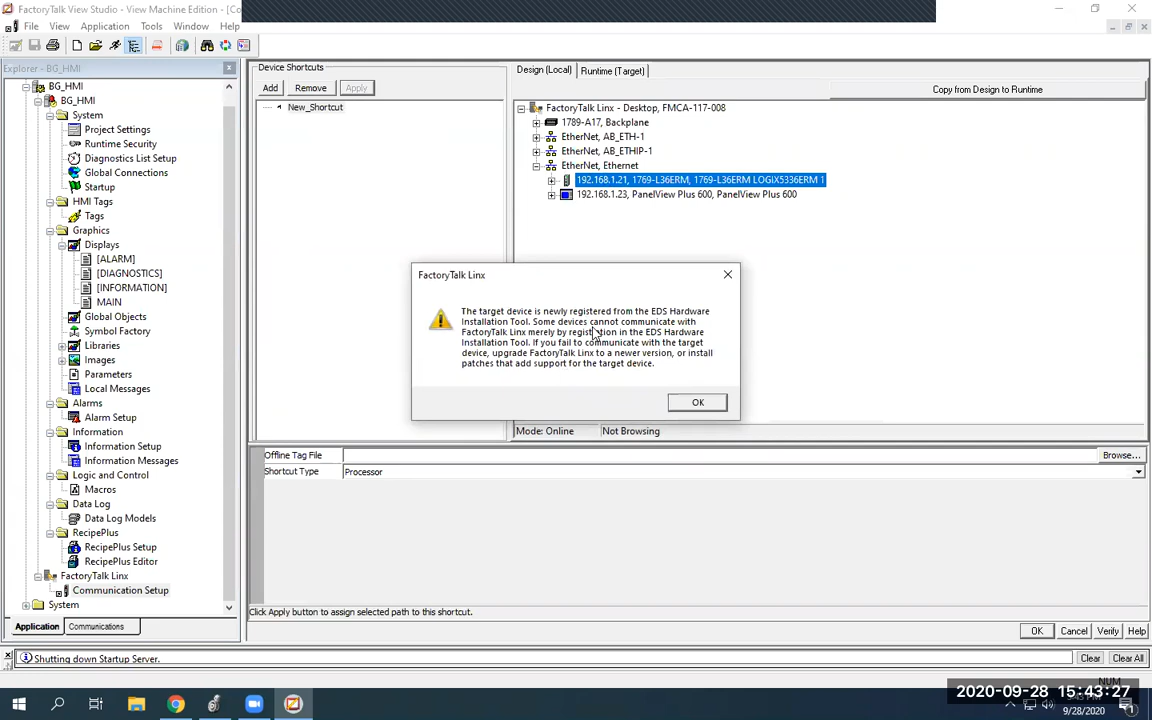 FactoryTalk View Studio - View Machine Edition - [Co
File View Application Tools Window Help
Explorer - BG_HMI
BG_HMI
BG_HMI
System
Project Settings
Runtime Security
Diagnostics List Setup
Global Connections
Startup
HMI Tags
Tags
Graphics
Displays
[ALARM]
[DIAGNOSTICS]
[INFORMATION]
MAIN
Global Objects
Symbol Factory
Libraries
Images
Parameters
Local Messages
Alarms
Alarm Setup
Information
Information Setup
Information Messages
Logic and Control
Macros
Data Log
Data Log Models
RecipePlus
RecipePlus Setup
RecipePlus Editor
FactoryTalk Linx
Communication Setup
System
Application Communications
Device Shortcuts
Add Remove Apply
New_Shortcut
Design (Local) Runtime (Target)
Copy from Design to Runtime
FactoryTalk Linx - Desktop, FMCA-117-008
1789-A17, Backplane
EtherNet, AB_ETH-1
EtherNet, AB_ETHIP-1
EtherNet, Ethernet
192.168.1.21, 1769-L36ERM, 1769-L36ERM LOGIX5336ERM 1
192.168.1.23, PanelView Plus 600, PanelView Plus 600
FactoryTalk Linx
The target device is newly registered from the EDS Hardware
Installation Tool. Some devices cannot communicate with
FactoryTalk Linx merely by registration in the EDS Hardware
Installation Tool. If you fail to communicate with the target
device, upgrade FactoryTalk Linx to a newer version, or install
patches that add support for the target device.
OK
Mode: Online Not Browsing
Offline Tag File Browse...
Shortcut Type Processor
Click Apply button to assign selected path to this shortcut.
OK Cancel Verify Help
Shutting down Startup Server. Clear Clear All
NUM
2020-09-28 15:43:27
9/28/2020